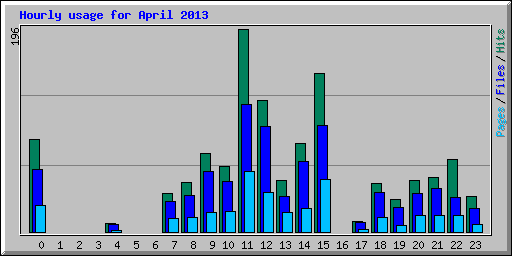 Hourly usage for April 2013
196
Pages / Files / Hits
0 1 2 3 4 5 6 7 8 9 10 11 12 13 14 15 16 17 18 19 20 21 22 23